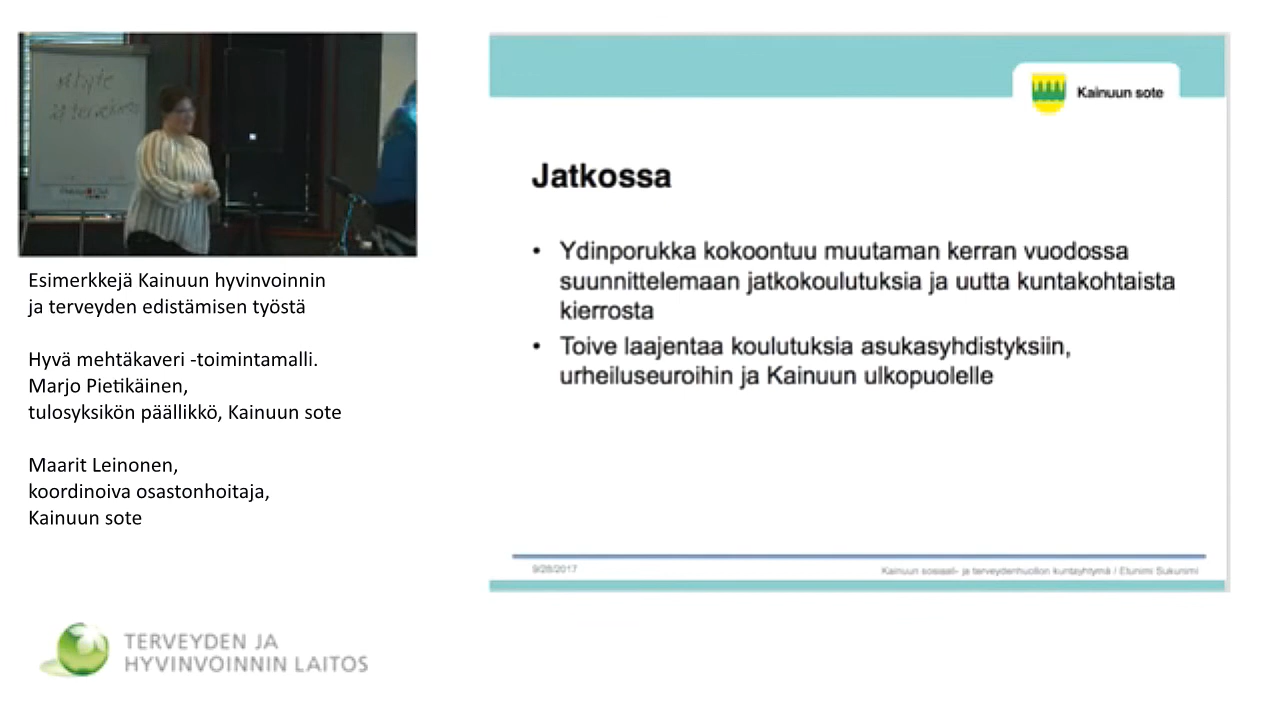 Esimerkkejä Kainuun hyvinvoinnin
ja terveyden edistämisen työstä
Hyvä mehtäkaveri -toimintamalli.
Marjo Pietikäinen,
tulosyksikön päällikkö, Kainuun sote
Maarit Leinonen,
koordinoiva osastonhoitaja,
Kainuun sote
TERVEYDEN JA
HYVINVOINNIN LAITOS
Kainuun sote
Jatkossa
• Ydinporukka kokoontuu muutaman kerran vuodossa
suunnittelemaan jatkokoulutuksia ja uutta kuntakohtaista
kierrosta
• Toive laajentaa koulutuksia asukasyhdistyksiin,
urheiluseuroihin ja Kainuun ulkopuolelle
9/28/2017
Kainuun sosiaali- ja terveydenhuollon kuntayhtymä / Etunimi Sukunimi